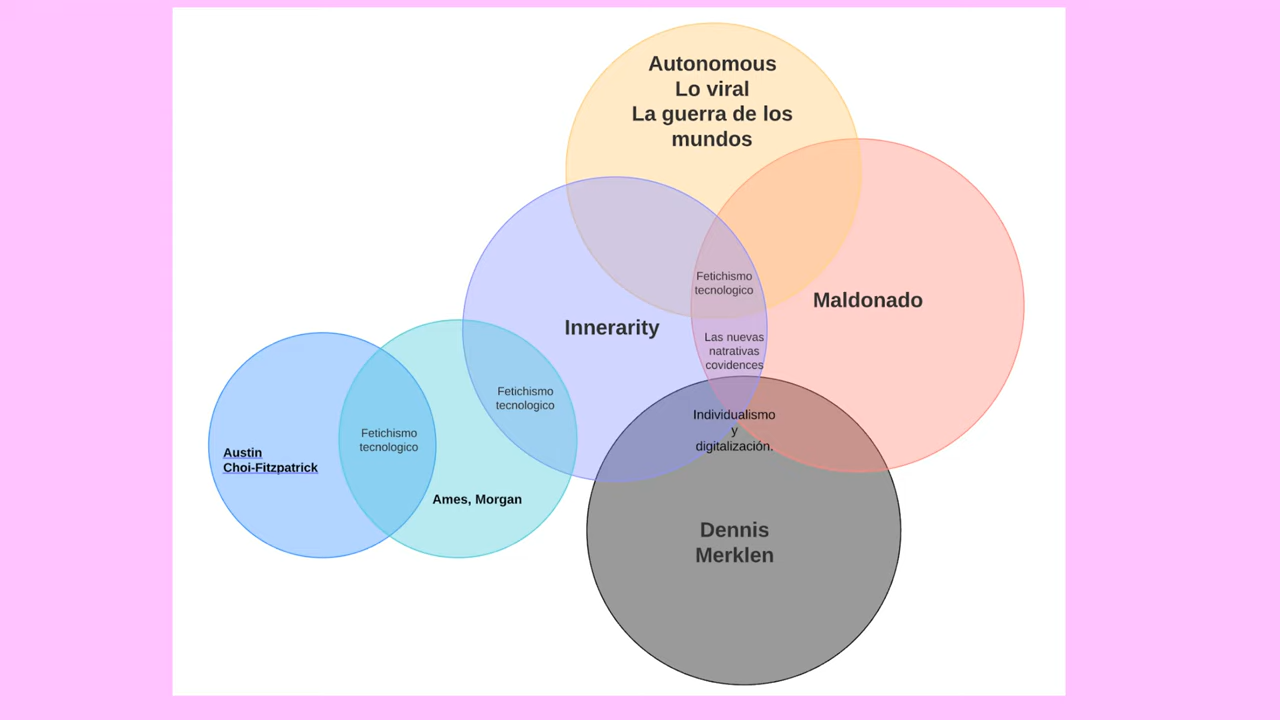 Autonomous
Lo viral
La guerra de los
mundos
Fetichismo
tecnologico
Maldonado
Innerarity
Las nuevas
natrativas
covidences
Fetichismo
tecnologico
Individualismo
y
digitalización.
Fetichismo
tecnologico
Austin
Choi-Fitzpatrick
Ames, Morgan
Dennis
Merklen